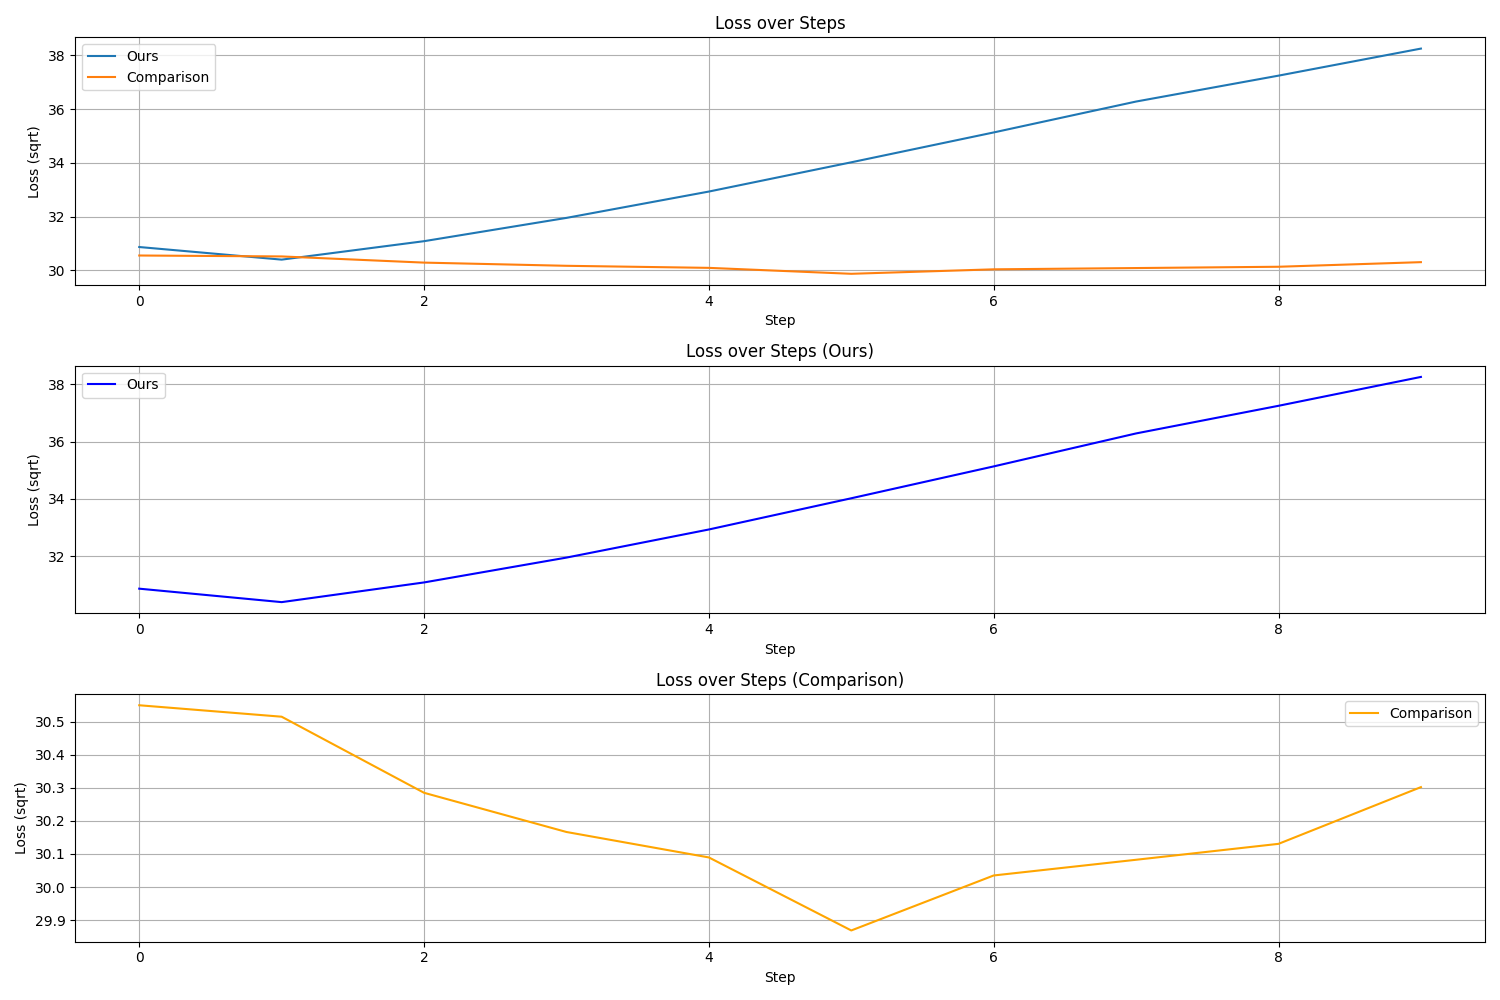 Loss over Steps
Ours
Comparison
Loss (sqrt)
38
36
34
32
30
0 2 4 6 8
Step
Loss over Steps (Ours)
Ours
Loss (sqrt)
38
36
34
32
0 2 4 6 8
Step
Loss over Steps (Comparison)
Comparison
Loss (sqrt)
30.5
30.4
30.3
30.2
30.1
30.0
29.9
0 2 4 6 8
Step